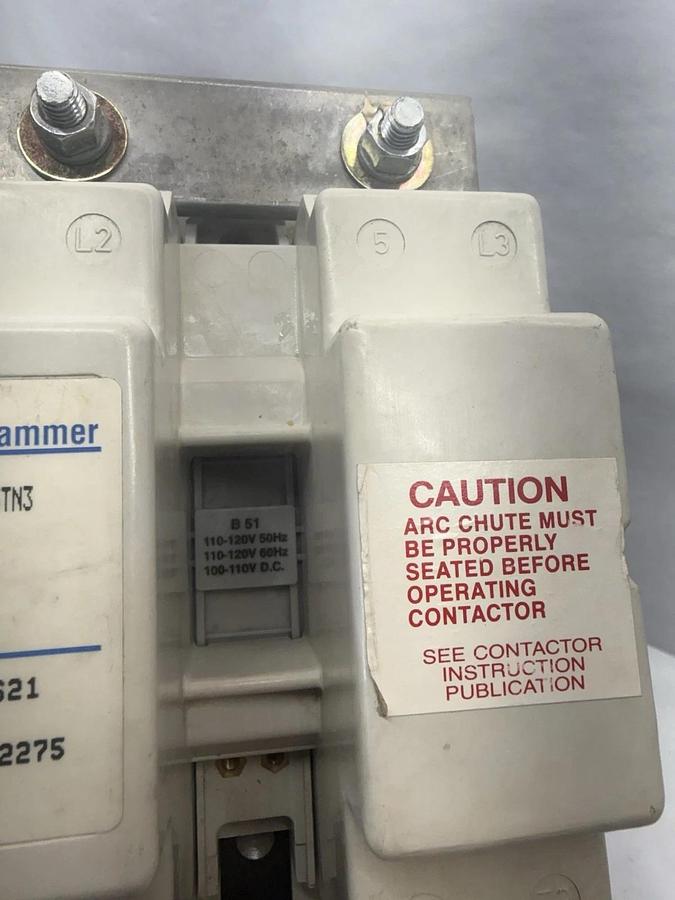 L2
5
L3
ammer
TN3
S21
2275
B 51
110-120V 50Hz
110-120V 60Hz
100-110V D.C.
CAUTION
ARC CHUTE MUST
BE PROPERLY
SEATED BEFORE
OPERATING
CONTACTOR
SEE CONTACTOR
INSTRUCTION
PUBLICATION